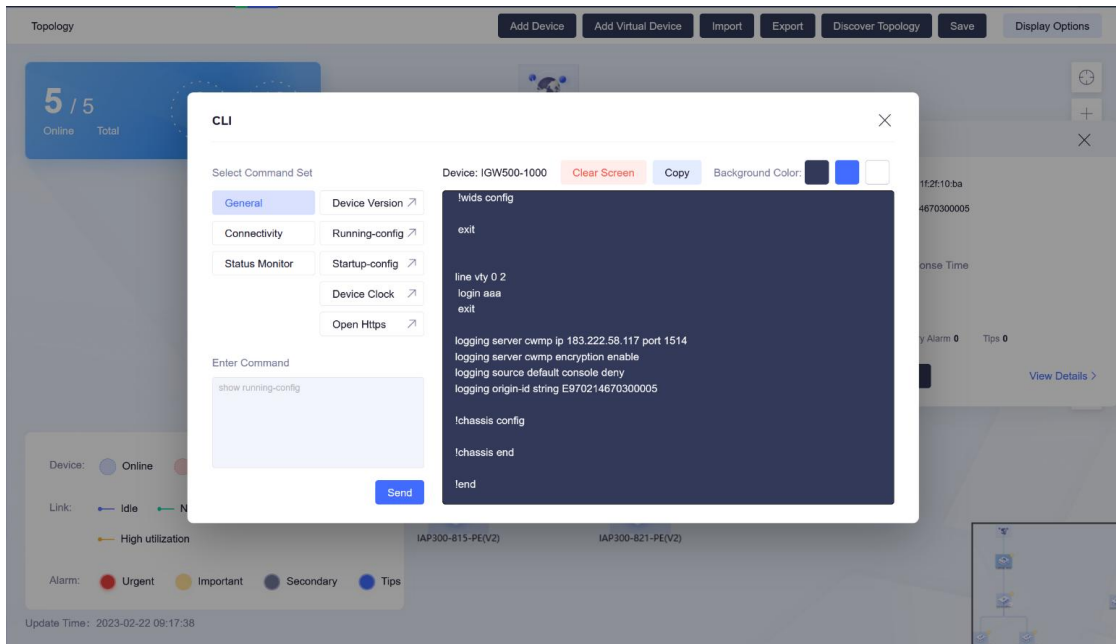 Topology
Add Device
Add Virtual Device
Import
Export
Discover Topology
Save
Display Options
5 / 5
Online Total
CLI
Select Command Set
General
Connectivity
Status Monitor
Device Version
Running-config
Startup-config
Device Clock
Open Https
Enter Command
show running-config
Send
Device: IGW500-1000
Clear Screen
Copy
Background Color:
!wids config
exit
line vty 0 2
login aaa
exit
logging server cwmp ip 183.222.58.117 port 1514
logging server cwmp encryption enable
logging source default console deny
logging origin-id string E970214670300005
!chassis config
!chassis end
!end
1f:2f:10:ba
4670300005
onse Time
y Alarm 0 Tips 0
View Details >
Device: Online
Link: Idle N
High utilization
Alarm: Urgent Important Secondary Tips
IAP300-815-PE(V2)
IAP300-821-PE(V2)
Update Time: 2023-02-22 09:17:38